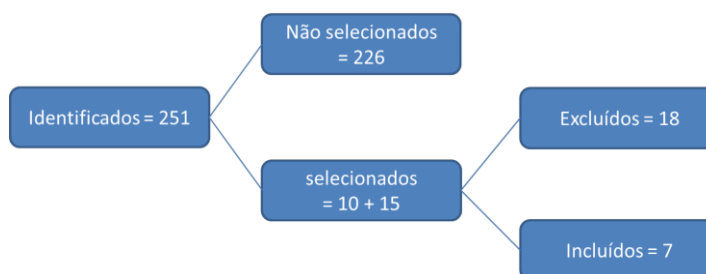 Não selecionados
= 226
Identificados = 251
Excluídos = 18
selecionados
= 10 + 15
Incluídos = 7